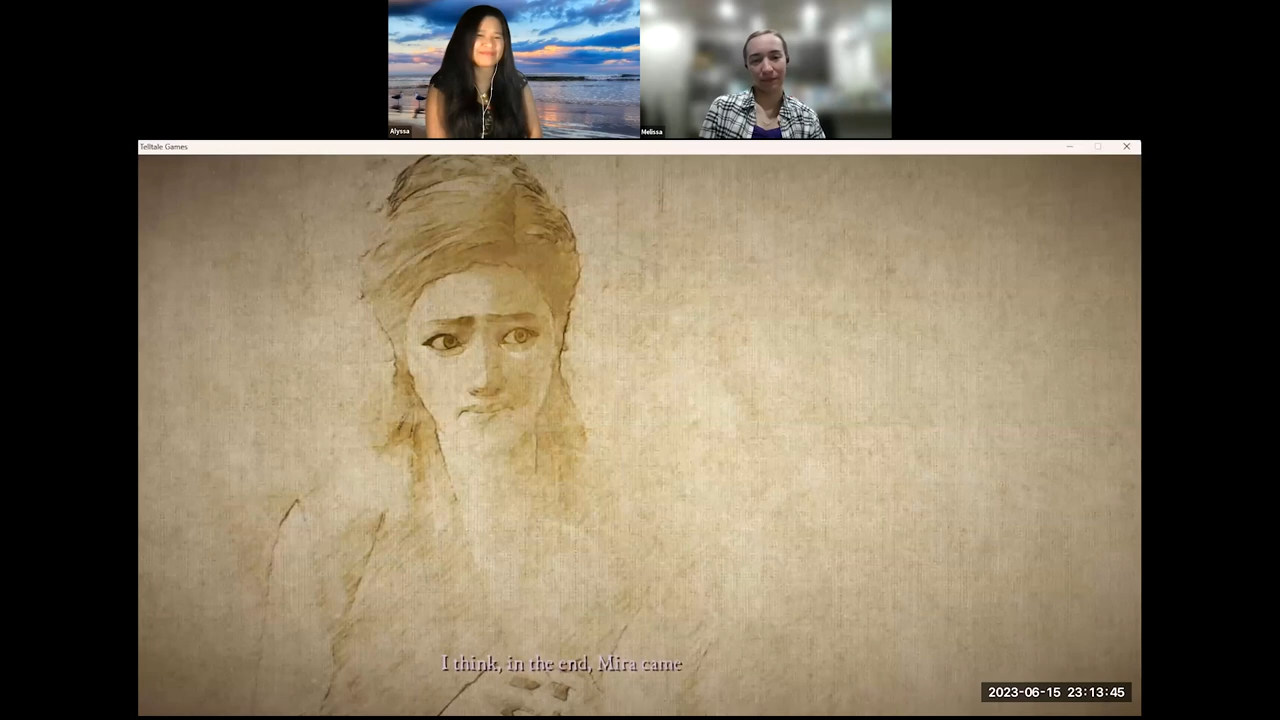 Alyssa
Melissa
Telltale Games
I think, in the end, Mira came
2023-06-15 23:13:45